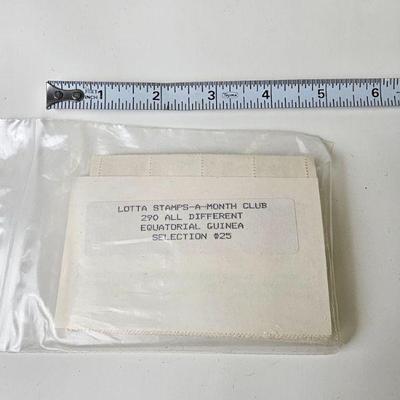 1 2 3 4 5 6
LOTTA STAMPS-A-MONTH CLUB
290 ALL DIFFERENT
EQUATORIAL GUINEA
SELECTION #25